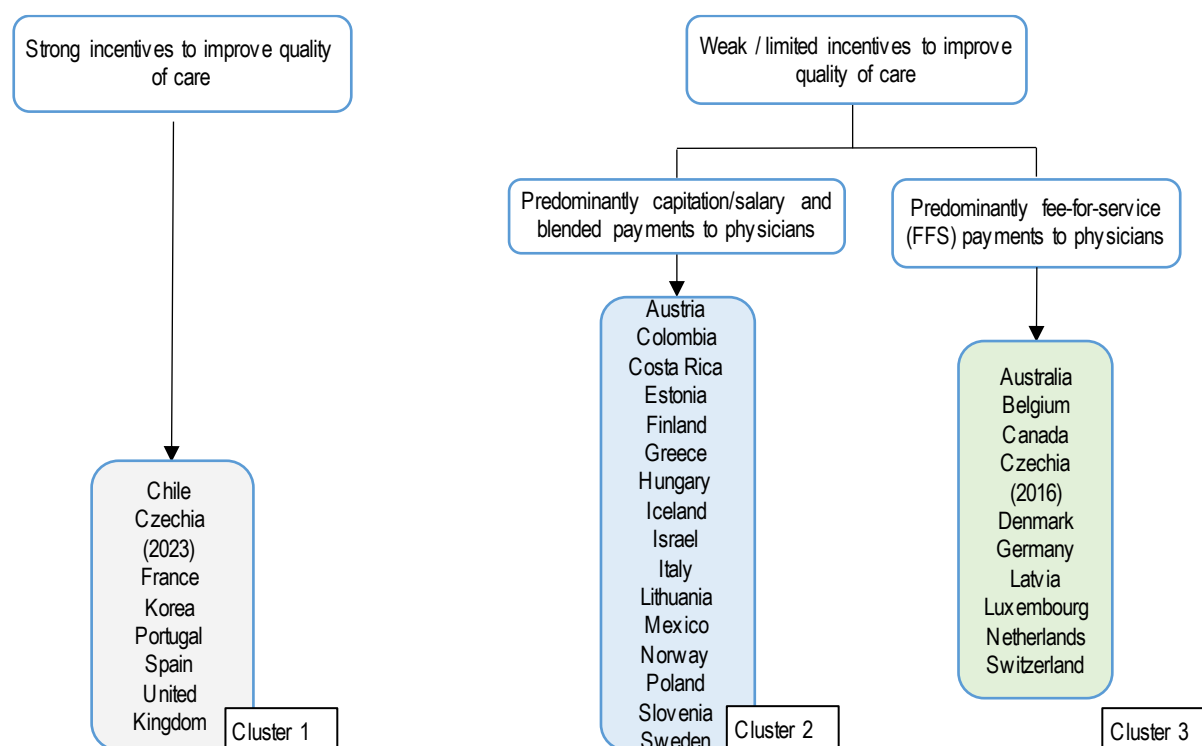 Strong incentives to improve quality
of care
Weak / limited incentives to improve
quality of care
Predominantly capitation/salary and
blended payments to physicians
Predominantly fee-for-service
(FFS) payments to physicians
Chile
Czechia
(2023)
France
Korea
Portugal
Spain
United
Kingdom
Cluster 1
Austria
Colombia
Costa Rica
Estonia
Finland
Greece
Hungary
Iceland
Israel
Italy
Lithuania
Mexico
Norway
Poland
Slovenia
Sweden
Cluster 2
Australia
Belgium
Canada
Czechia
(2016)
Denmark
Germany
Latvia
Luxembourg
Netherlands
Switzerland
Cluster 3